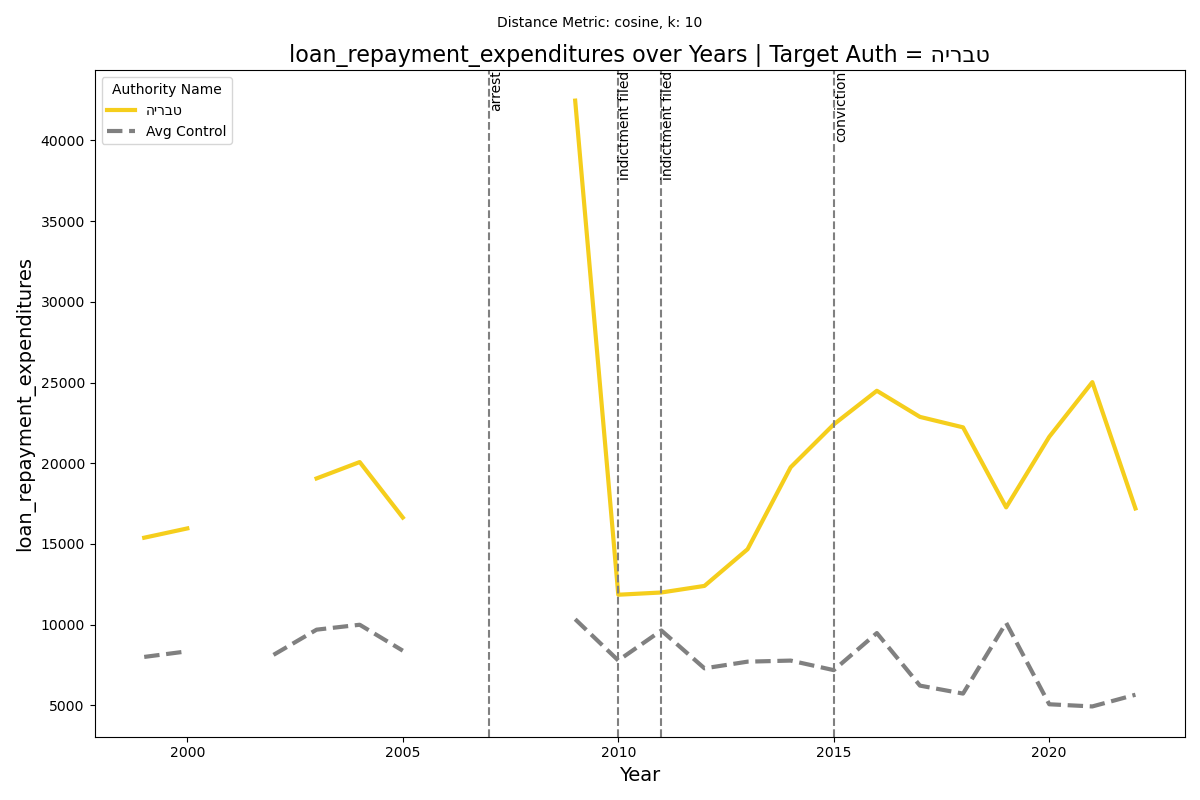 Distance Metric: cosine, k: 10
loan_repayment_expenditures over Years | Target Auth = טבריה
Authority Name
טבריה
Avg Control
arrest
indictment filed
indictment filed
conviction
loan_repayment_expenditures
40000
35000
30000
25000
20000
15000
10000
5000
2000
2005
2010
2015
2020
Year